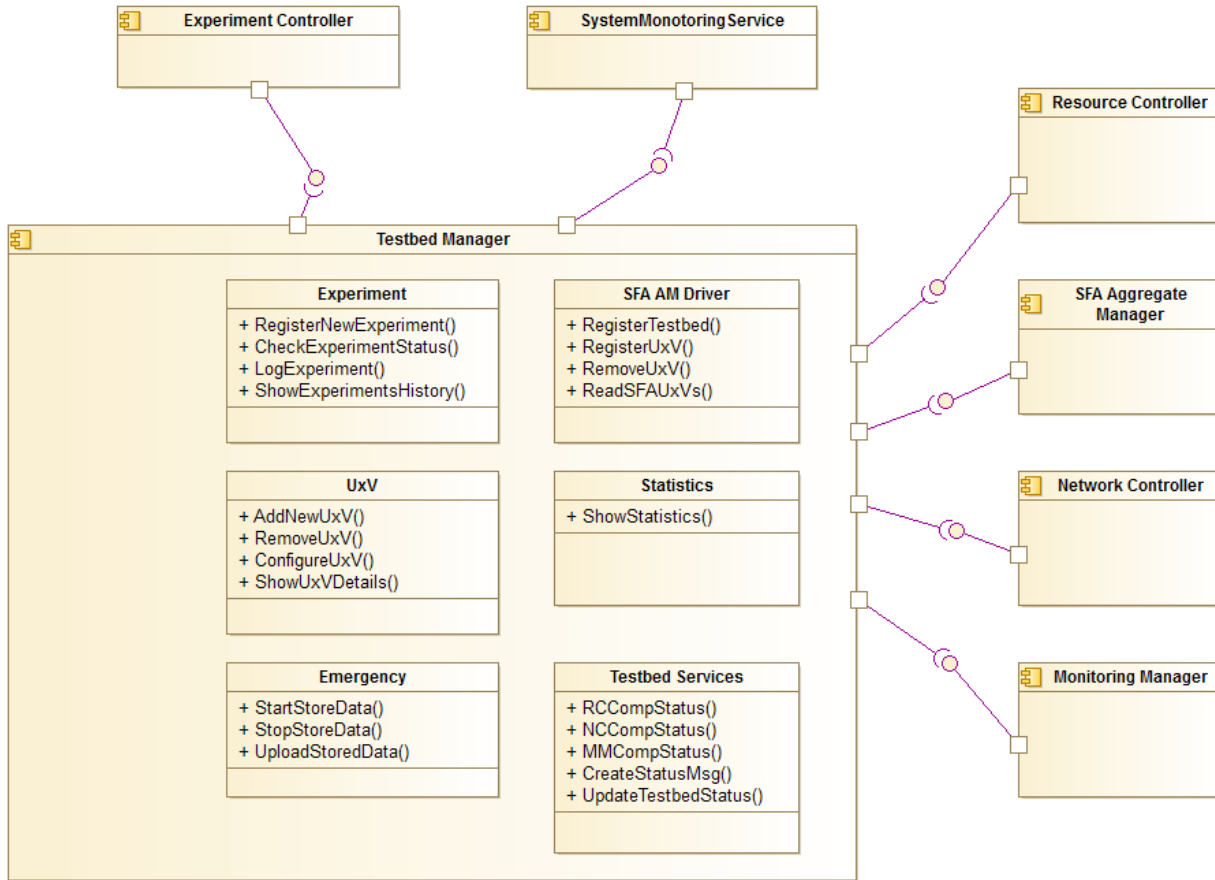 Experiment Controller
SystemMonotoringService
Resource Controller
Testbed Manager
Experiment
+ RegisterNewExperiment()
+ CheckExperimentStatus()
+ LogExperiment()
+ ShowExperimentsHistory()
SFA AM Driver
+ RegisterTestbed()
+ RegisterUxV()
+ RemoveUxV()
+ ReadSFAUxVs()
SFA Aggregate
Manager
UxV
+ AddNewUxV()
+ RemoveUxV()
+ ConfigureUxV()
+ ShowUxVDetails()
Statistics
+ ShowStatistics()
Network Controller
Emergency
+ StartStoreData()
+ StopStoreData()
+ UploadStoredData()
Testbed Services
+ RCCompStatus()
+ NCCompStatus()
+ MMCompStatus()
+ CreateStatusMsg()
+ UpdateTestbedStatus()
Monitoring Manager